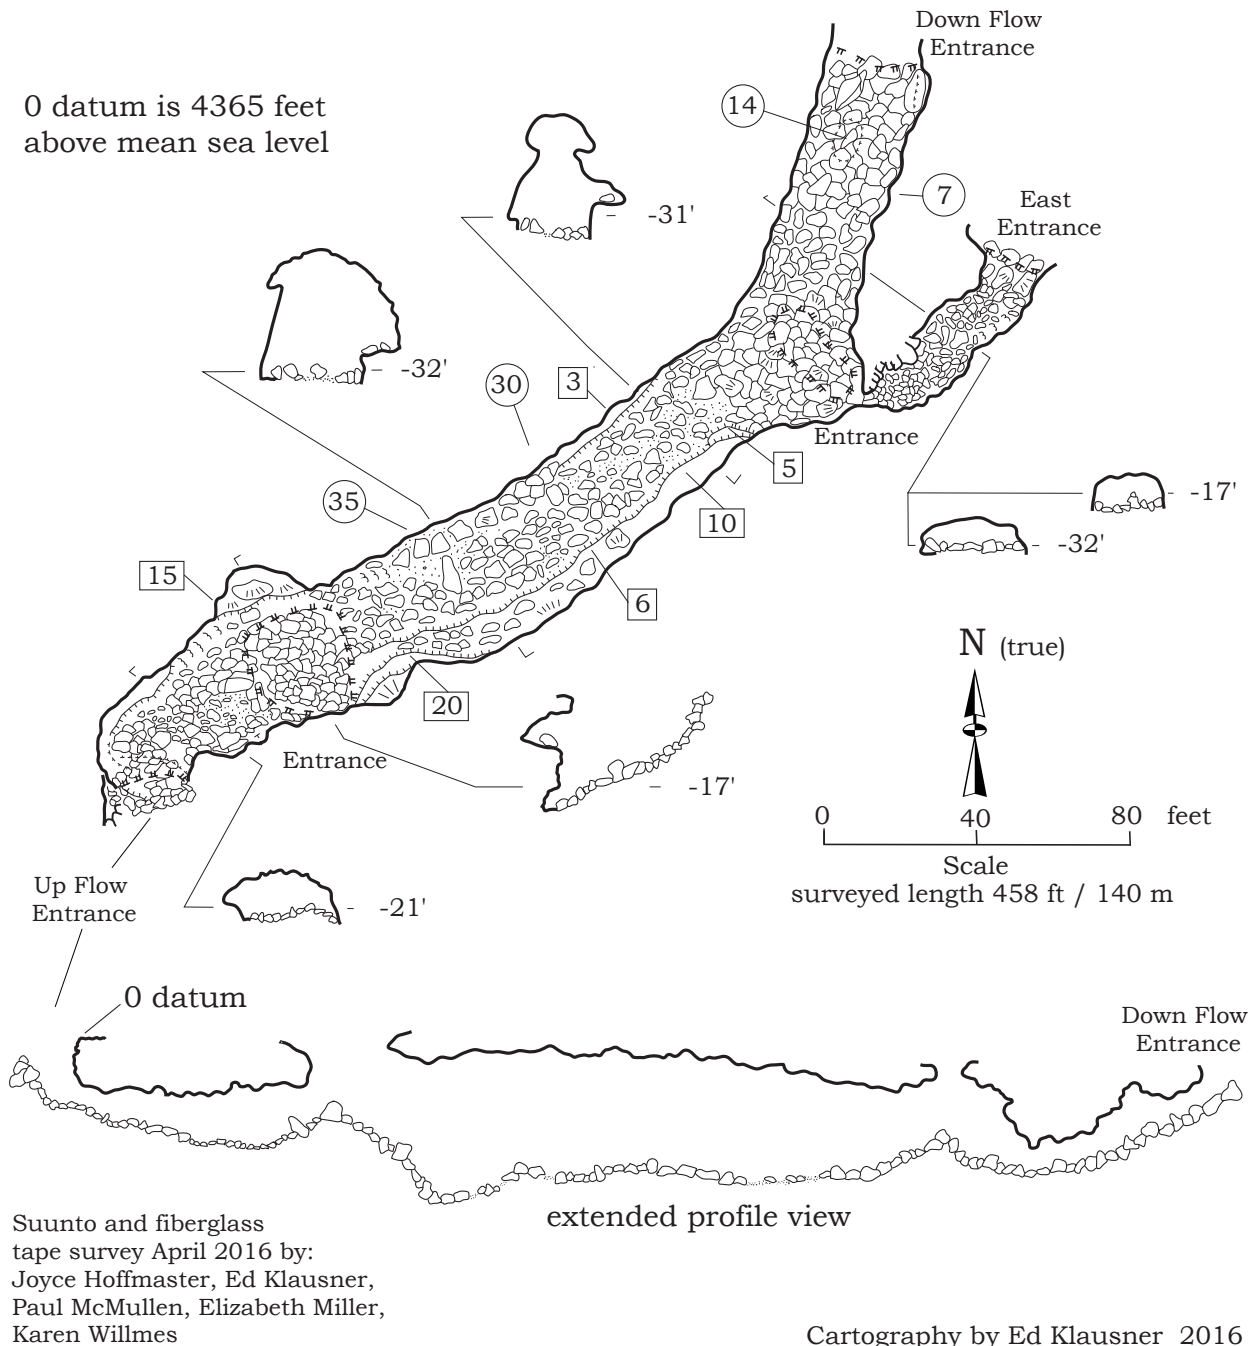 Down Flow
Entrance
0 datum is 4365 feet
above mean sea level
14
-31'
7
East
Entrance
-32'
30
3
Entrance
5
35
10
-17'
-32'
15
6
N (true)
20
Entrance
-17'
0 40 80 feet
Scale
surveyed length 458 ft / 140 m
Up Flow
Entrance
-21'
0 datum
Down Flow
Entrance
extended profile view
Suunto and fiberglass
tape survey April 2016 by:
Joyce Hoffmaster, Ed Klausner,
Paul McMullen, Elizabeth Miller,
Karen Willmes
Cartography by Ed Klausner 2016